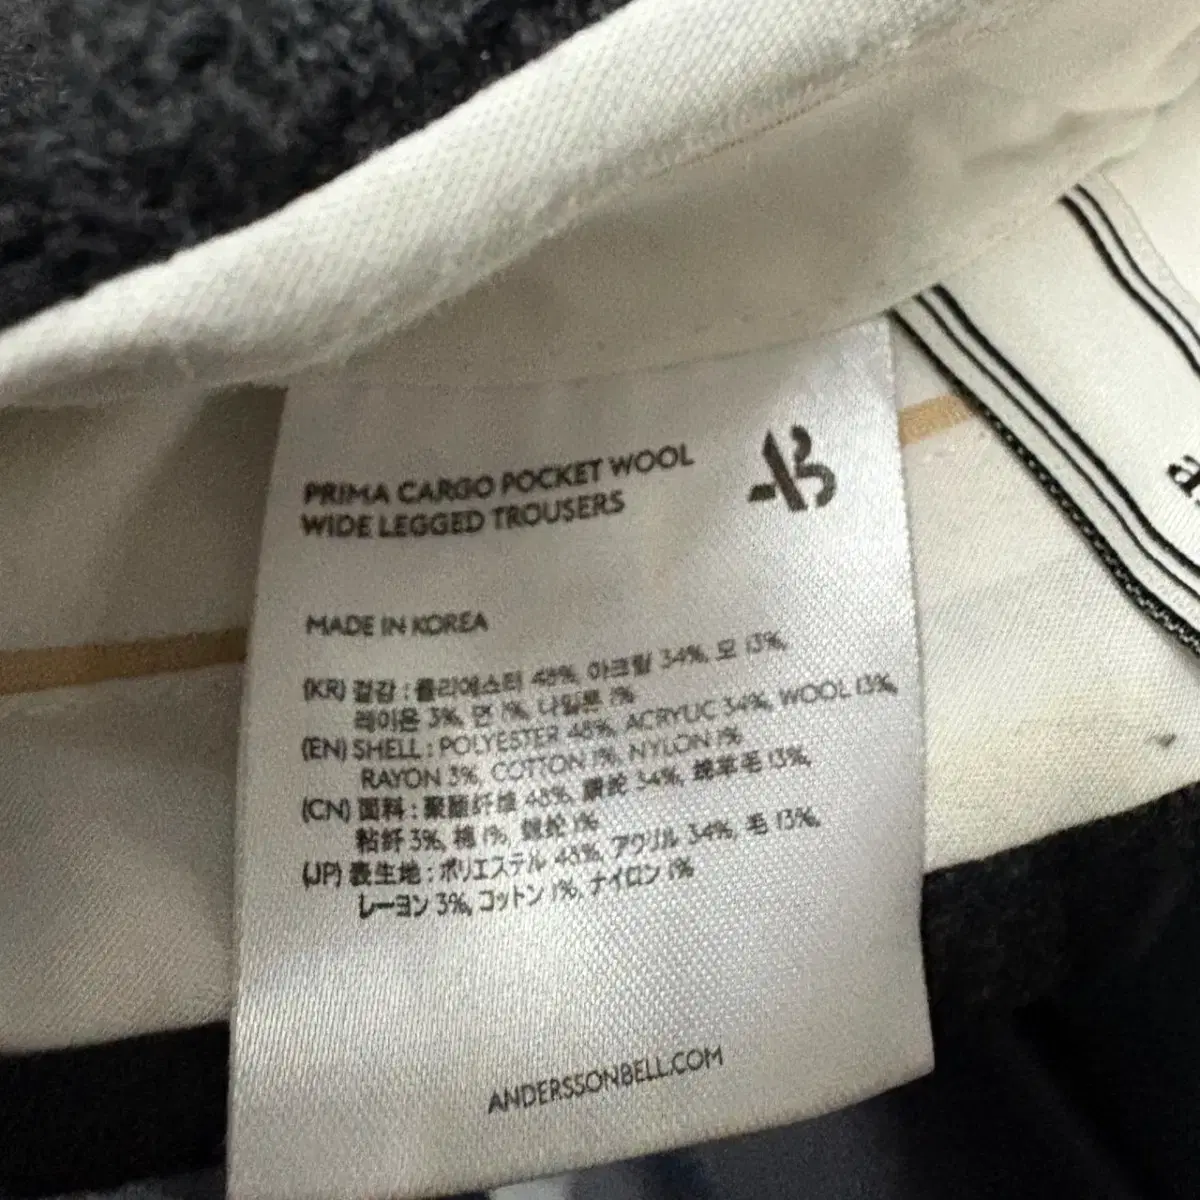 PRIMA CARGO POCKET WOOL
WIDE LEGGED TROUSERS
AB
MADE IN KOREA
(KR) 겉감 : 폴리에스터 48%, 아크릴 34%, 모 13%,
레이온 3%, 면 1%, 나일론 1%
(EN) SHELL : POLYESTER 48%, ACRYLIC 34%, WOOL 13%,
RAYON 3%, COTTON 1%, NYLON 1%
(CN) 面料 : 聚酯纤维 48%, 34%, 绵羊毛 13%,
粘纤 3%, 棉 1%, 锦纶 1%
(JP) 表生地 : ポリエステル 48%, アクリル 34%, 毛 13%,
レーヨン 3%, コットン 1%, ナイロン 1%
ANDERSSONBELL.COM